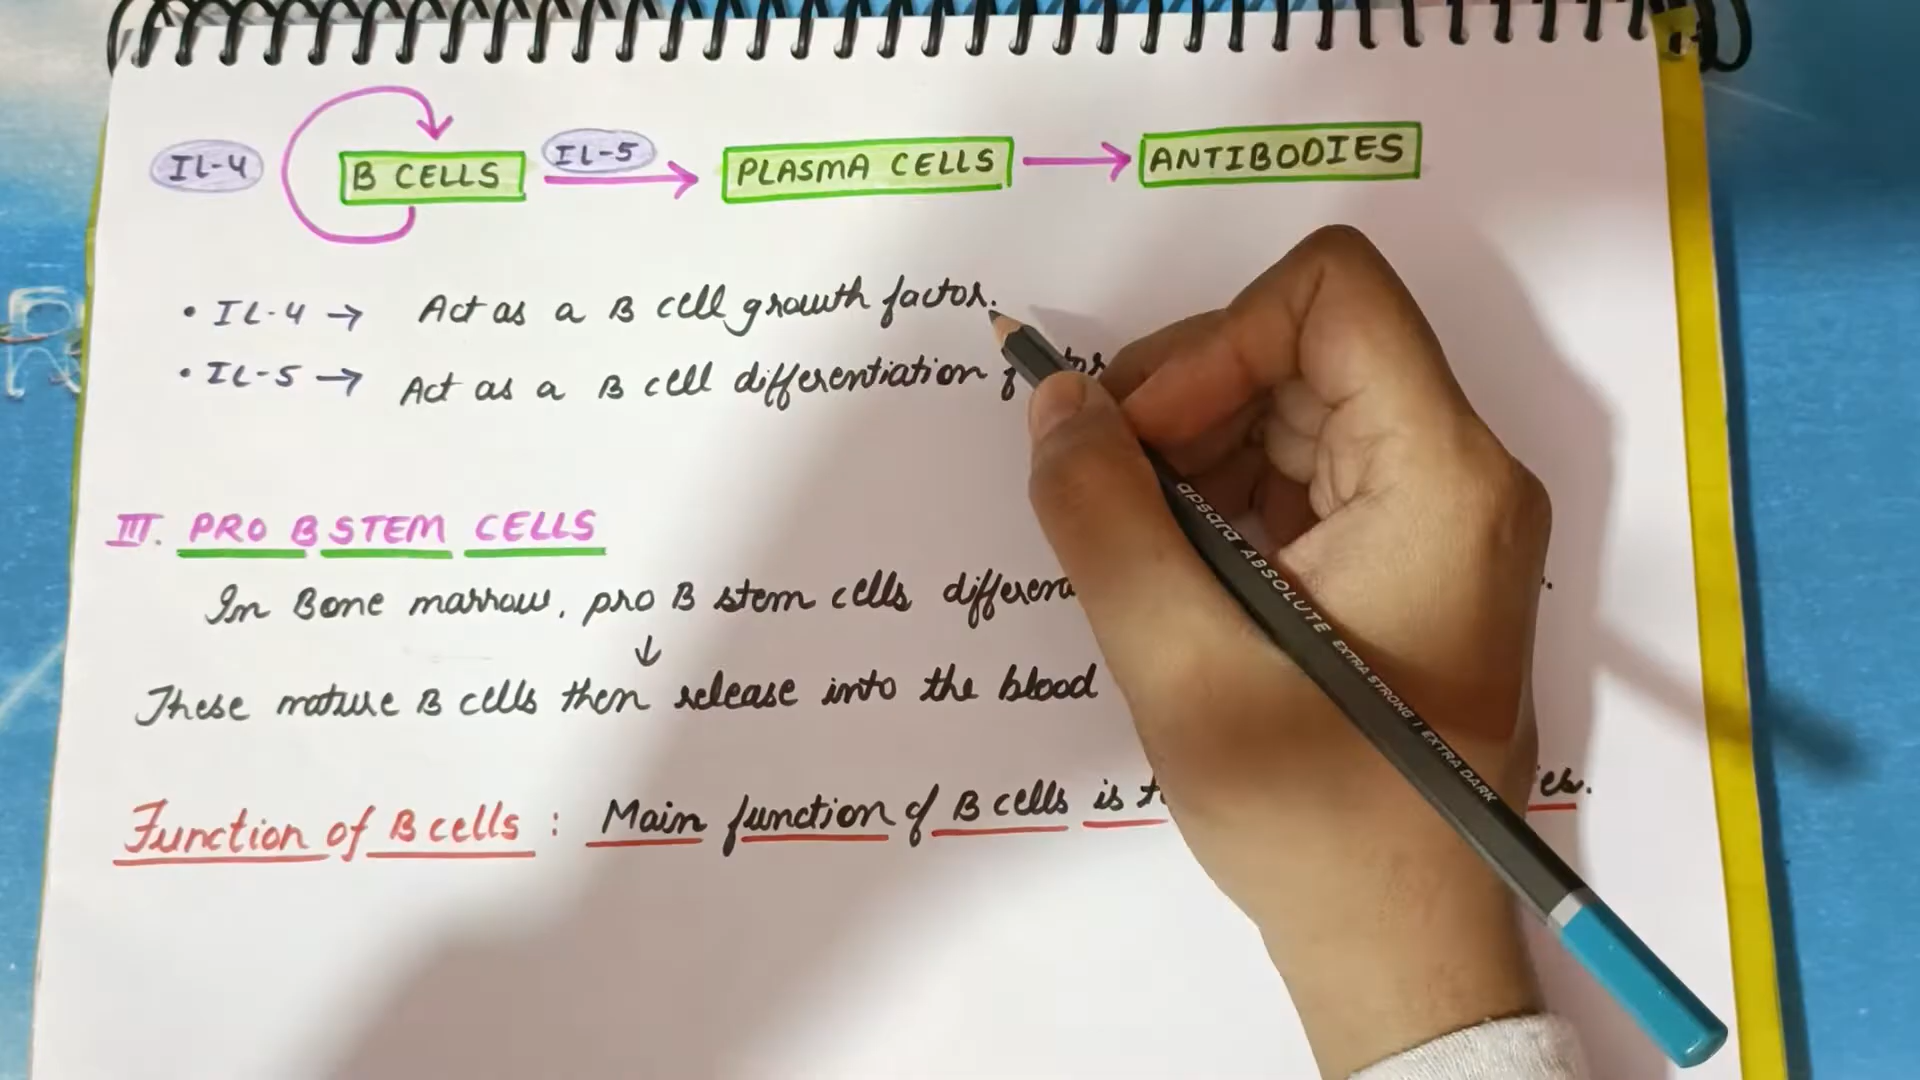 IL-4 B CELLS IL-5 PLASMA CELLS ANTIBODIES
• IL-4 → Act as a B cell growth factor.
• IL-5 → Act as a B cell differentiation
III. PRO B STEM CELLS
In Bone marrow, pro B stem cells
↓
These mature B cells then release into the blood
Function of B cells : Main function of B cells is
apsara ABSOLUTE EXTRA STRONG | EXTRA DARK